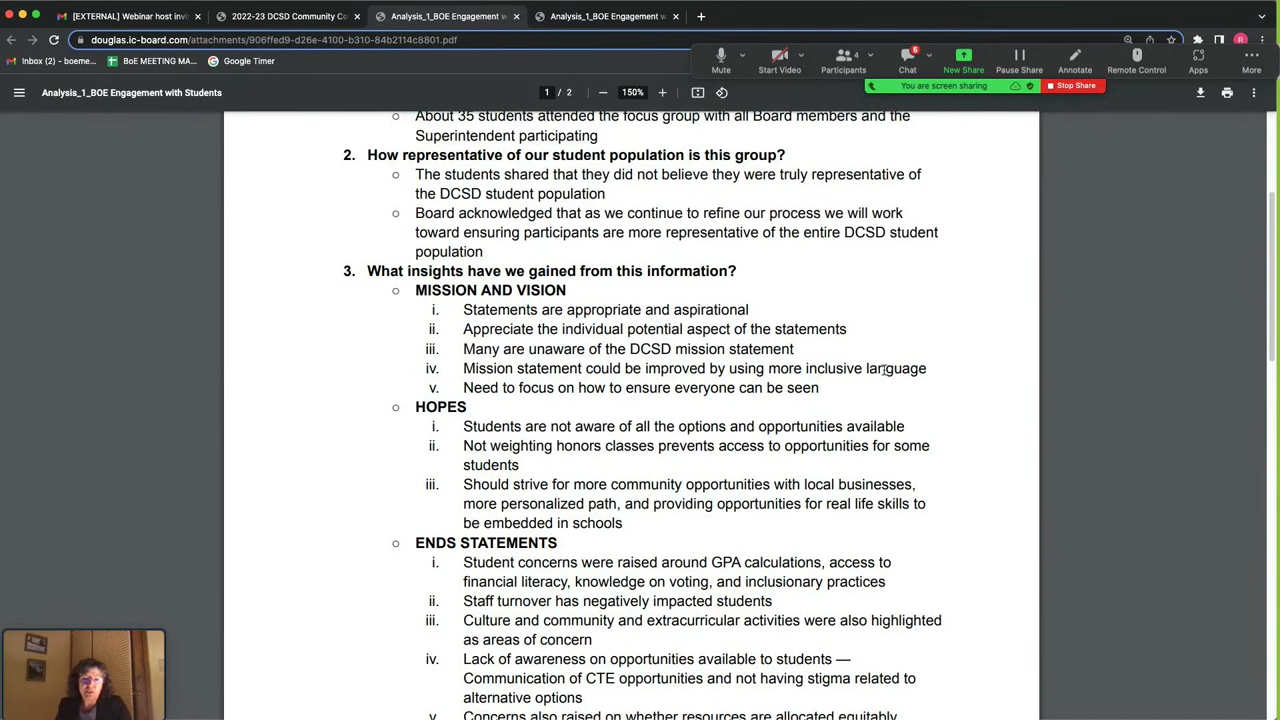 [EXTERNAL] Webinar host invi
2022-23 DCSD Community Co
Analysis_1_BOE Engagement w
Analysis_1_BOE Engagement w
douglas.ic-board.com/attachments/906ffed9-d26e-4100-b310-84b2114c8801.pdf
Inbox (2) - boeme...
BoE MEETING MA...
Google Timer
Mute
Start Video
4
Participants
6
Chat
New Share
Pause Share
Annotate
Remote Control
Apps
More
You are screen sharing
Stop Share
Analysis_1_BOE Engagement with Students
1 / 2
150%
○ About 35 students attended the focus group with all Board members and the
Superintendent participating
2. How representative of our student population is this group?
○ The students shared that they did not believe they were truly representative of
the DCSD student population
○ Board acknowledged that as we continue to refine our process we will work
toward ensuring participants are more representative of the entire DCSD student
population
3. What insights have we gained from this information?
○ MISSION AND VISION
i. Statements are appropriate and aspirational
ii. Appreciate the individual potential aspect of the statements
iii. Many are unaware of the DCSD mission statement
iv. Mission statement could be improved by using more inclusive language
v. Need to focus on how to ensure everyone can be seen
○ HOPES
i. Students are not aware of all the options and opportunities available
ii. Not weighting honors classes prevents access to opportunities for some
students
iii. Should strive for more community opportunities with local businesses,
more personalized path, and providing opportunities for real life skills to
be embedded in schools
○ ENDS STATEMENTS
i. Student concerns were raised around GPA calculations, access to
financial literacy, knowledge on voting, and inclusionary practices
ii. Staff turnover has negatively impacted students
iii. Culture and community and extracurricular activities were also highlighted
as areas of concern
iv. Lack of awareness on opportunities available to students —
Communication of CTE opportunities and not having stigma related to
alternative options
v. Concerns also raised on whether resources are allocated equitably